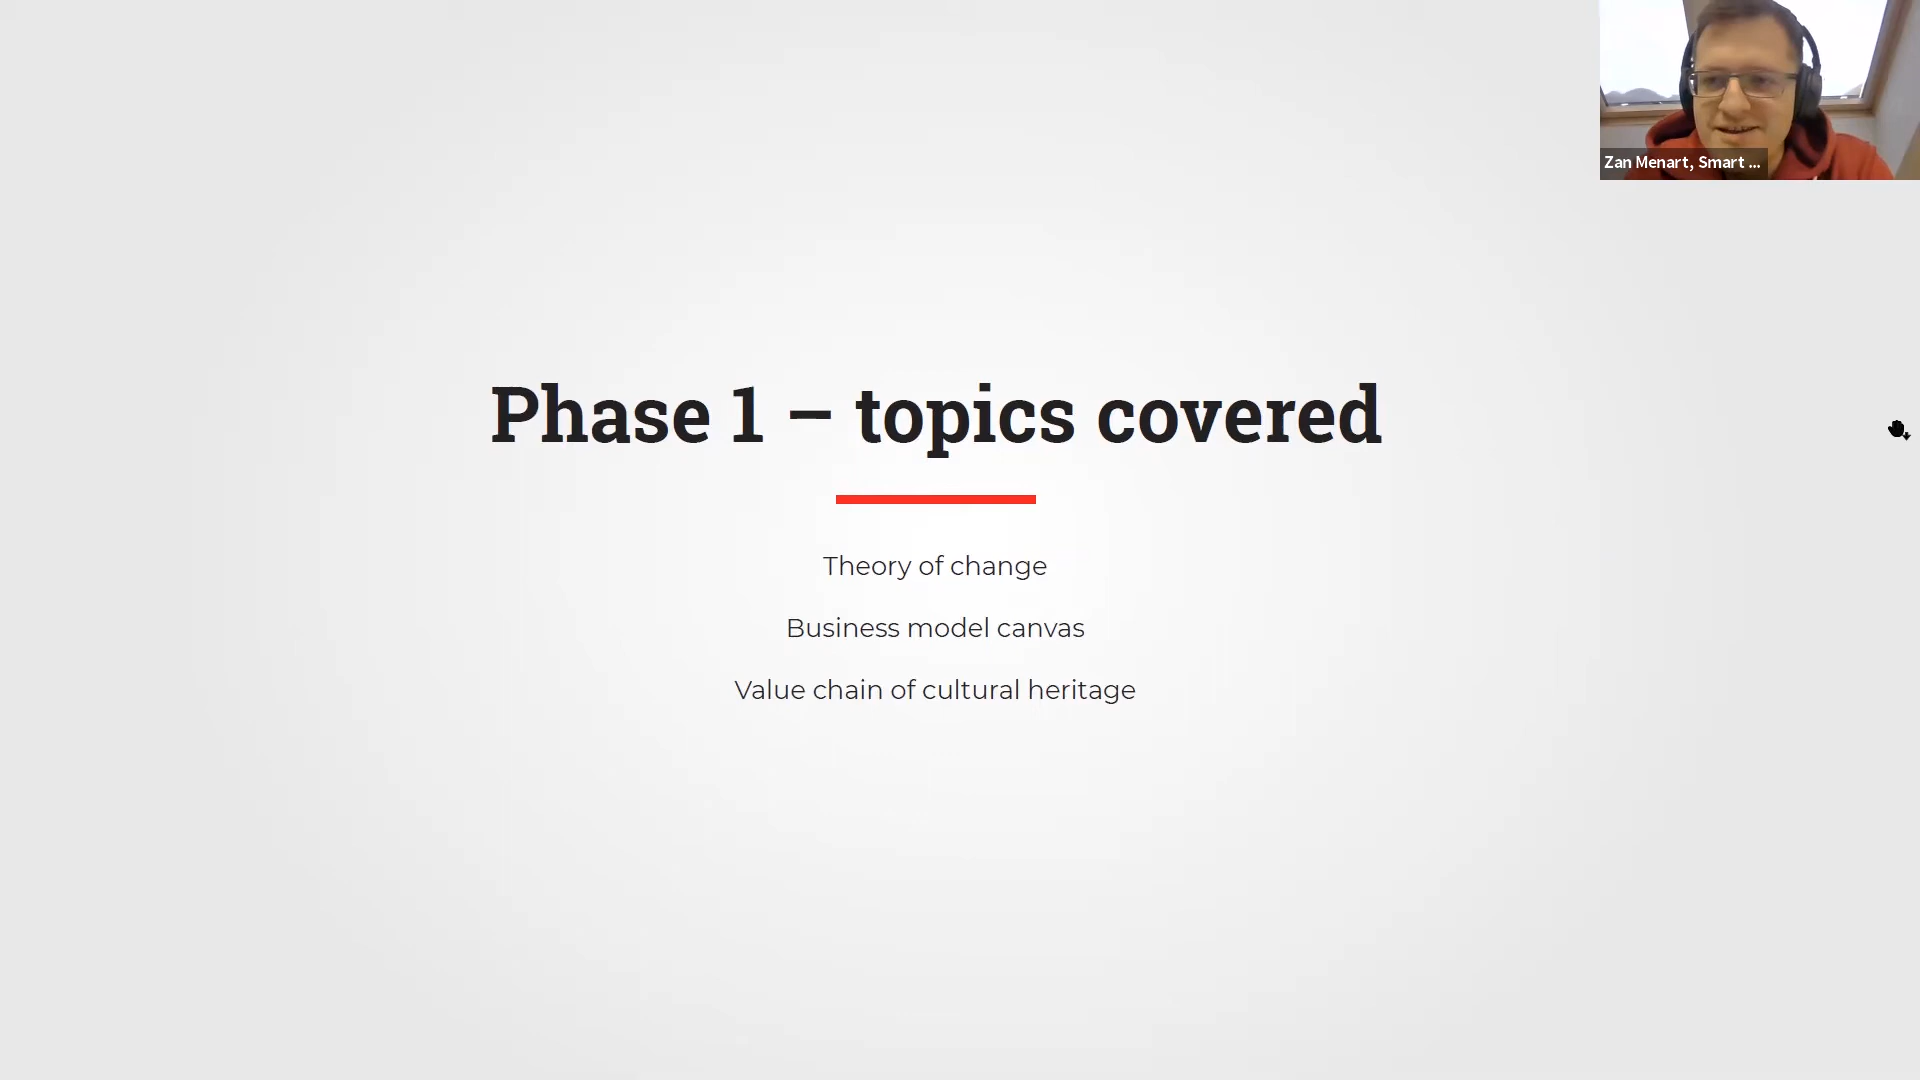 Zan Menart, Smart ...
Phase 1 – topics covered
Theory of change
Business model canvas
Value chain of cultural heritage